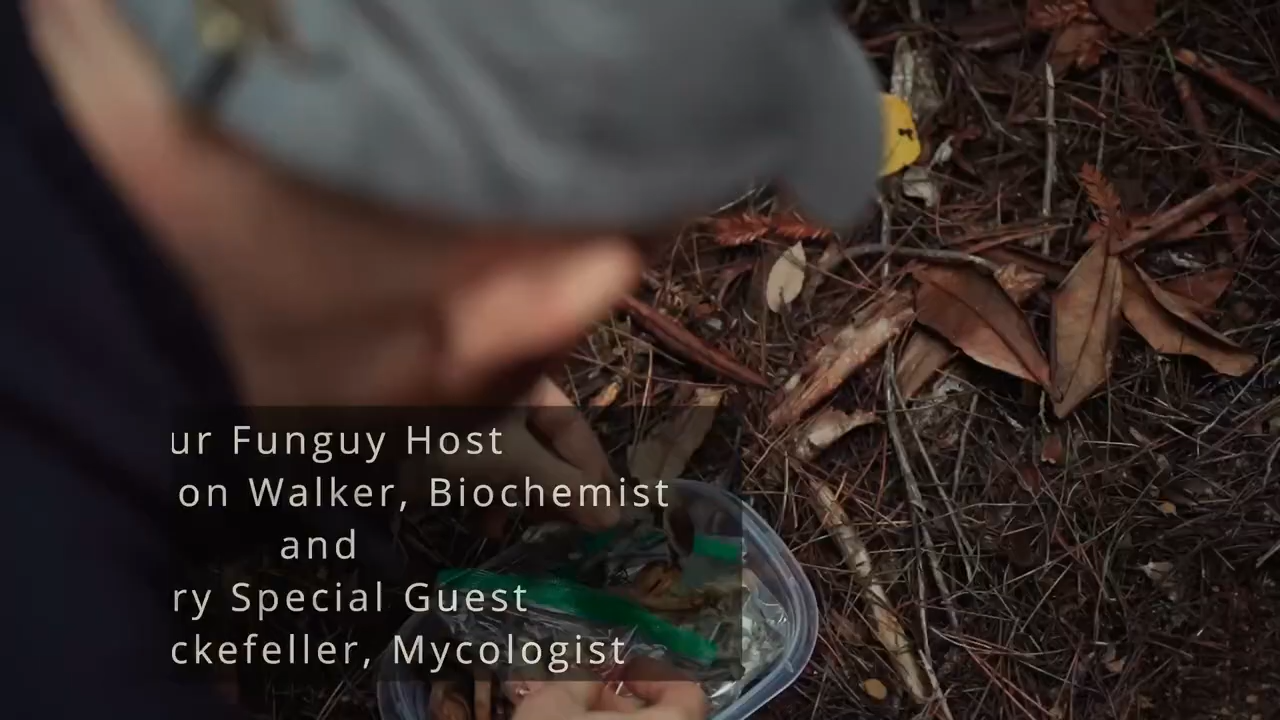 ur Funguy Host
on Walker, Biochemist
and
ry Special Guest
ckefeller, Mycologist